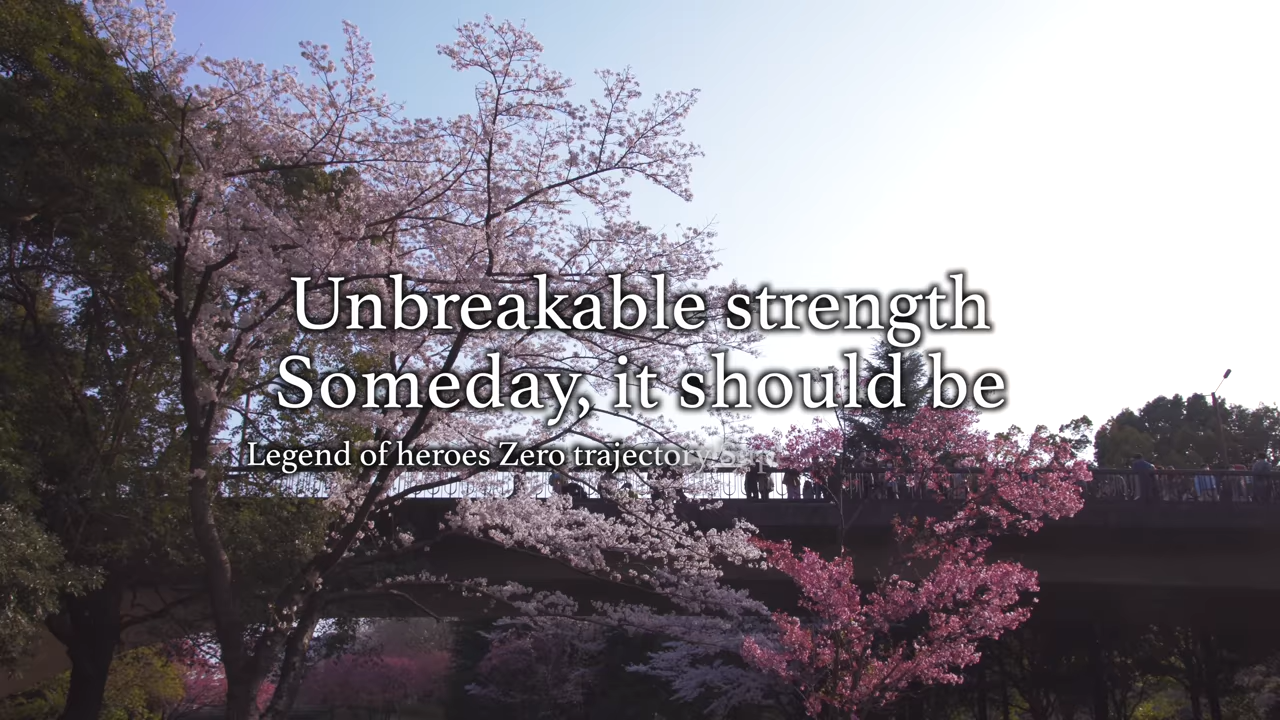 Unbreakable strength
Someday, it should be
Legend of heroes Zero trajectory